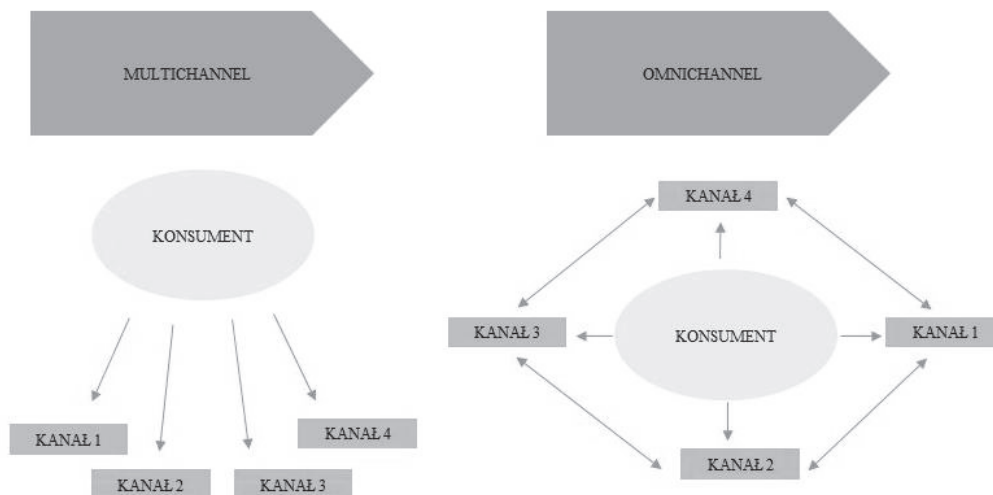 MULTICHANNEL
KONSUMENT
KANAŁ 1
KANAŁ 2
KANAŁ 3
KANAŁ 4
OMNICHANNEL
KANAŁ 4
KANAŁ 3
KONSUMENT
KANAŁ 1
KANAŁ 2